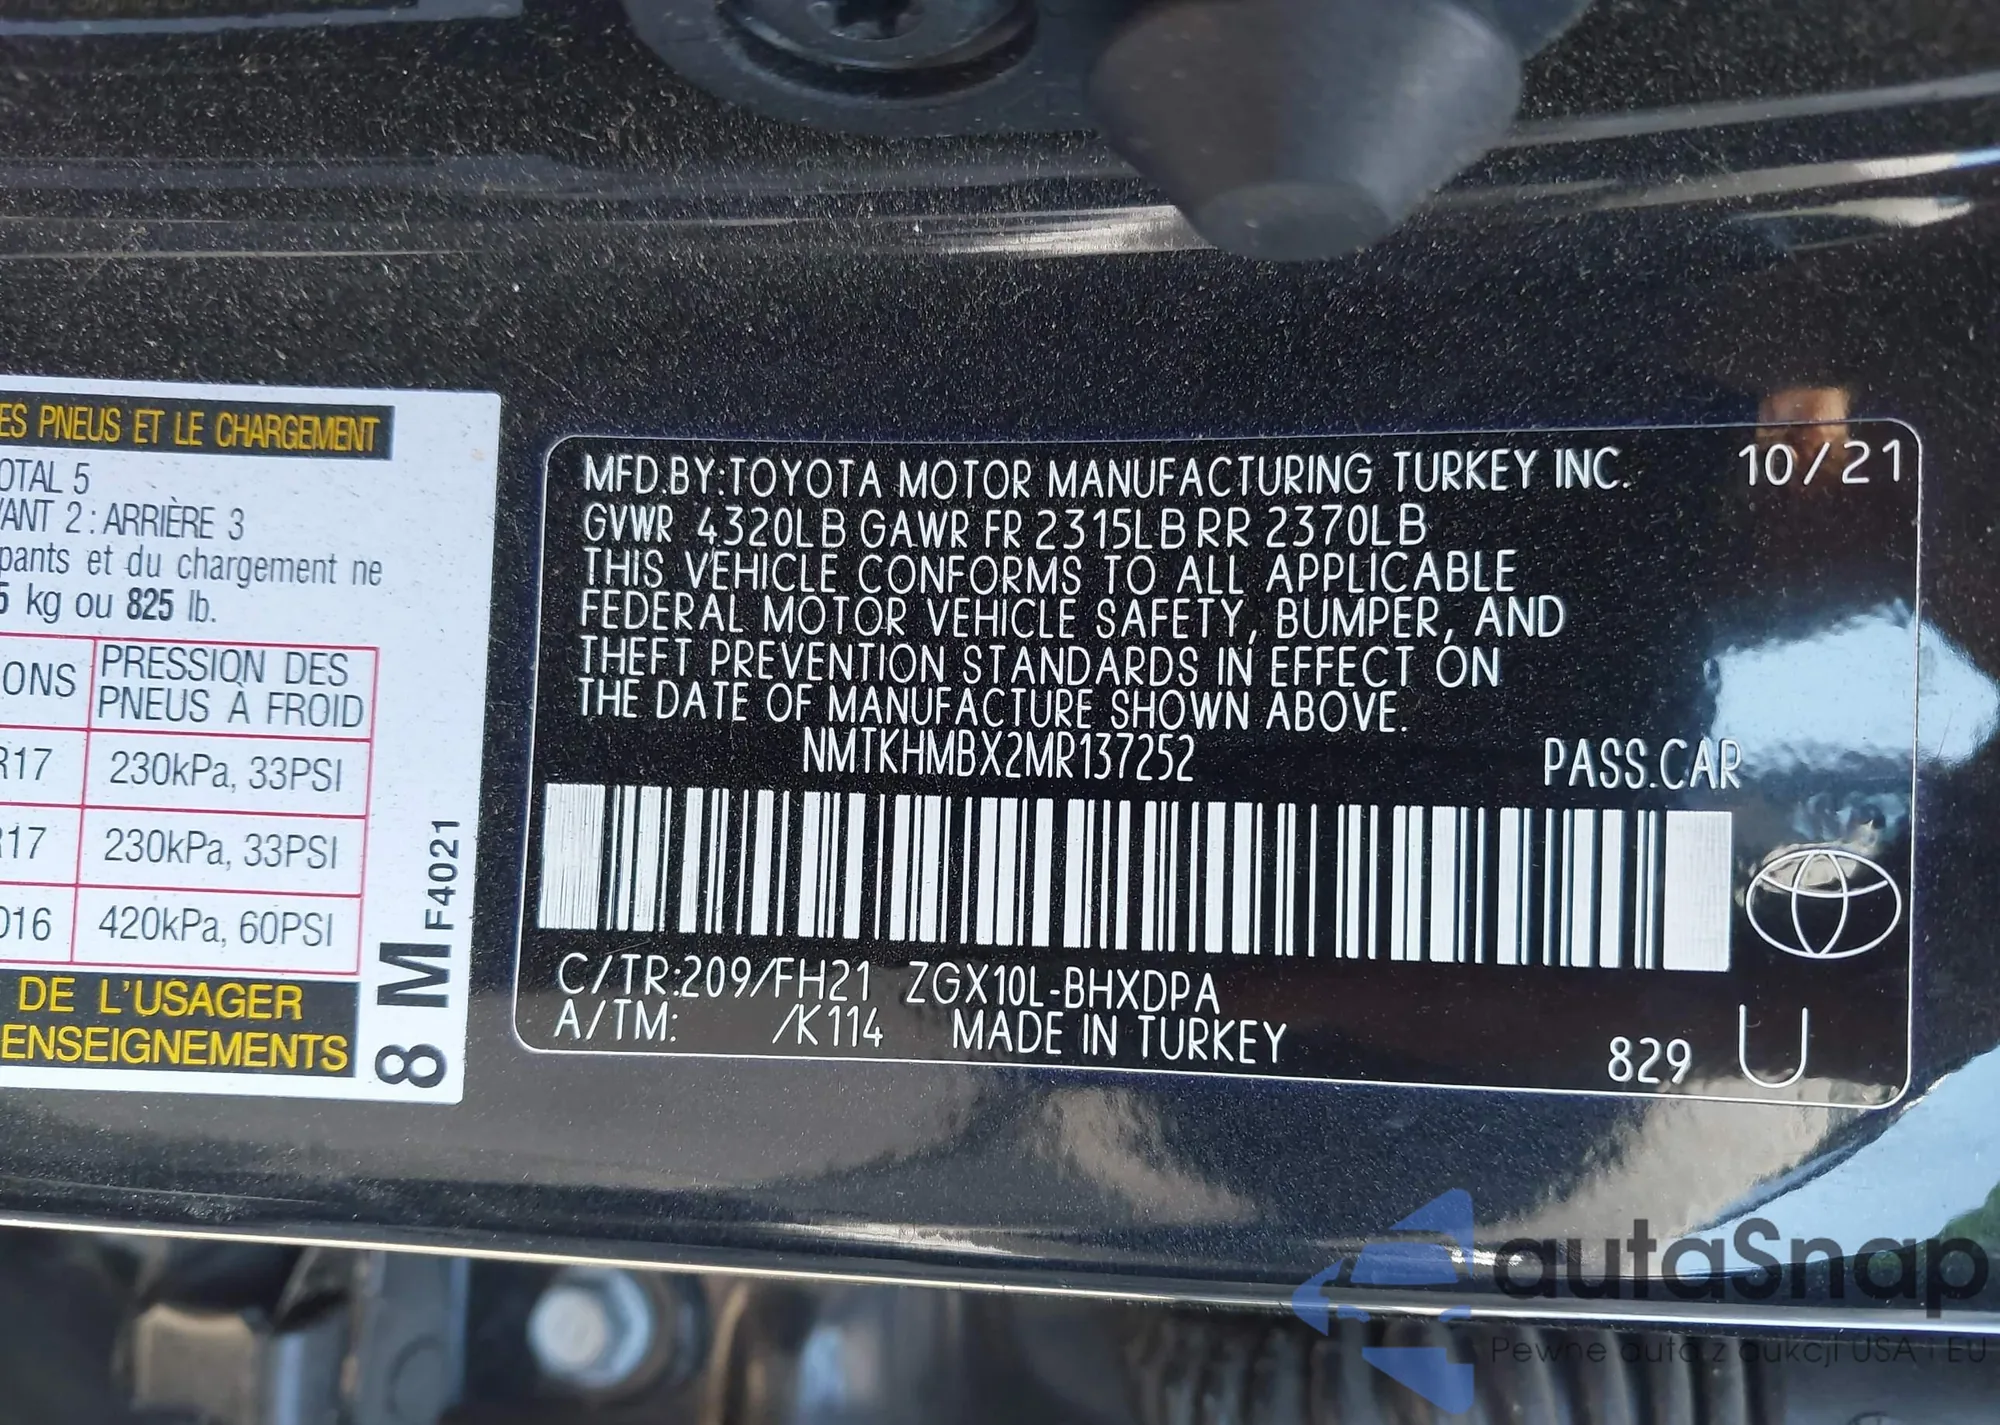 ES PNEUS ET LE CHARGEMENT
OTAL 5
VANT 2 : ARRIÈRE 3
pants et du chargement ne
5 kg ou 825 lb.
ONS PRESSION DES
PNEUS À FROID
R17 230kPa, 33PSI
R17 230kPa, 33PSI
D16 420kPa, 60PSI
DE L'USAGER
ENSEIGNEMENTS
8 M F4021
MFD.BY:TOYOTA MOTOR MANUFACTURING TURKEY INC. 10/21
GVWR 4320LB GAWR FR 2315LB RR 2370LB
THIS VEHICLE CONFORMS TO ALL APPLICABLE
FEDERAL MOTOR VEHICLE SAFETY, BUMPER, AND
THEFT PREVENTION STANDARDS IN EFFECT ON
THE DATE OF MANUFACTURE SHOWN ABOVE.
NMTKHMBX2MR137252 PASS.CAR
C/TR:209/FH21 ZGX10L-BHXDPA
A/TM: /K114 MADE IN TURKEY
829 U
autaSnap
Pewne auta z aukcji USA i EU